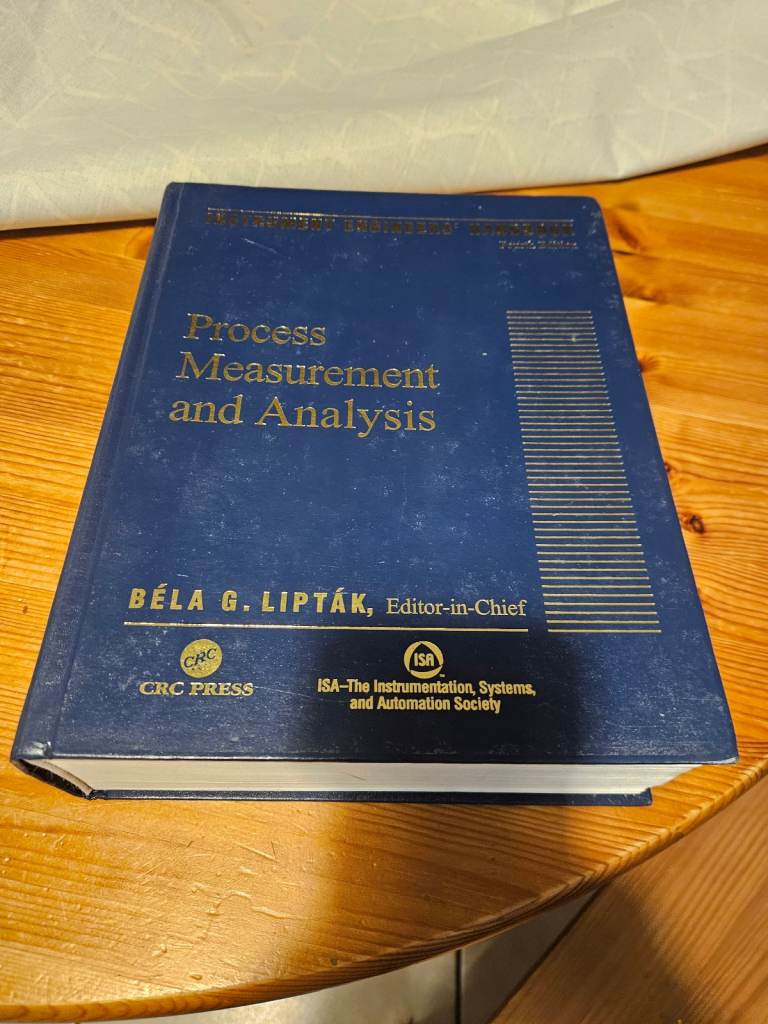 INSTRUMENT ENGINEERS' HANDBOOK
Fourth Edition
Process
Measurement
and Analysis
BÉLA G. LIPTÁK, Editor-in-Chief
CRC
CRC PRESS
ISA
ISA–The Instrumentation, Systems,
and Automation Society